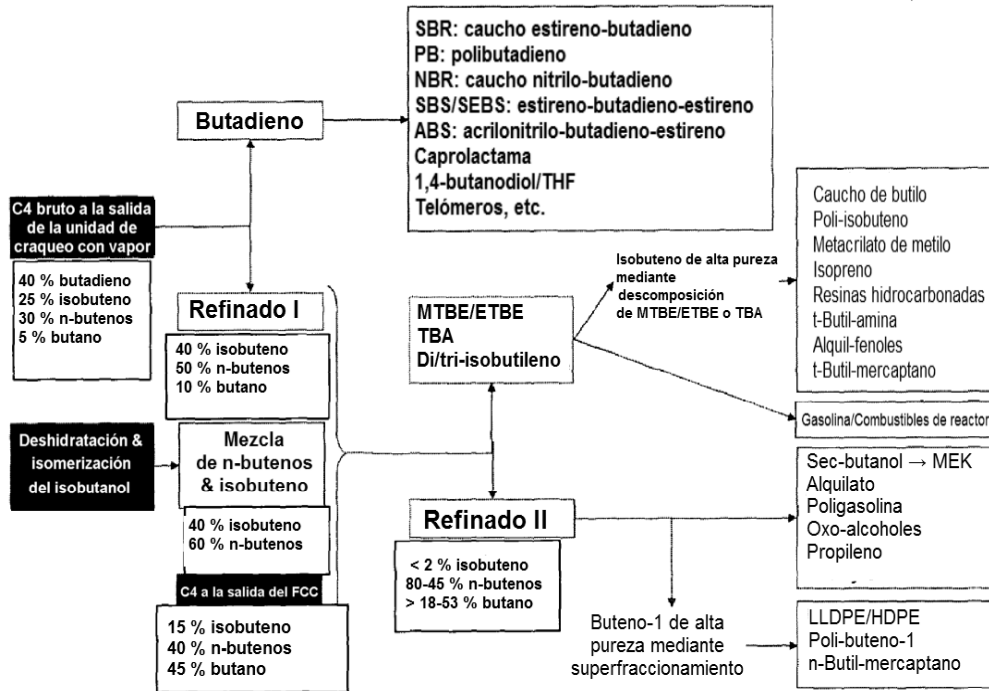 SBR: caucho estireno-butadieno
PB: polibutadieno
NBR: caucho nitrilo-butadieno
SBS/SEBS: estireno-butadieno-estireno
ABS: acrilonitrilo-butadieno-estireno
Caprolactama
1,4-butanodiol/THF
Telómeros, etc.
Butadieno
C4 bruto a la salida
de la unidad de
craqueo con vapor
40 % butadieno
25 % isobuteno
30 % n-butenos
5 % butano
Refinado I
40 % isobuteno
50 % n-butenos
10 % butano
Deshidratación &
isomerización
del isobutanol
Mezcla
de n-butenos
& isobuteno
40 % isobuteno
60 % n-butenos
C4 a la salida del FCC
15 % isobuteno
40 % n-butenos
45 % butano
MTBE/ETBE
TBA
Di/tri-isobutileno
Isobuteno de alta pureza
mediante
descomposición
de MTBE/ETBE o TBA
Caucho de butilo
Poli-isobuteno
Metacrilato de metilo
Isopreno
Resinas hidrocarbonadas
t-Butil-amina
Alquil-fenoles
t-Butil-mercaptano
Gasolina/Combustibles de reactor
Refinado II
< 2 % isobuteno
80-45 % n-butenos
> 18-53 % butano
Sec-butanol → MEK
Alquilato
Poligasolina
Oxo-alcoholes
Propileno
Buteno-1 de alta
pureza mediante
superfraccionamiento
LLDPE/HDPE
Poli-buteno-1
n-Butil-mercaptano